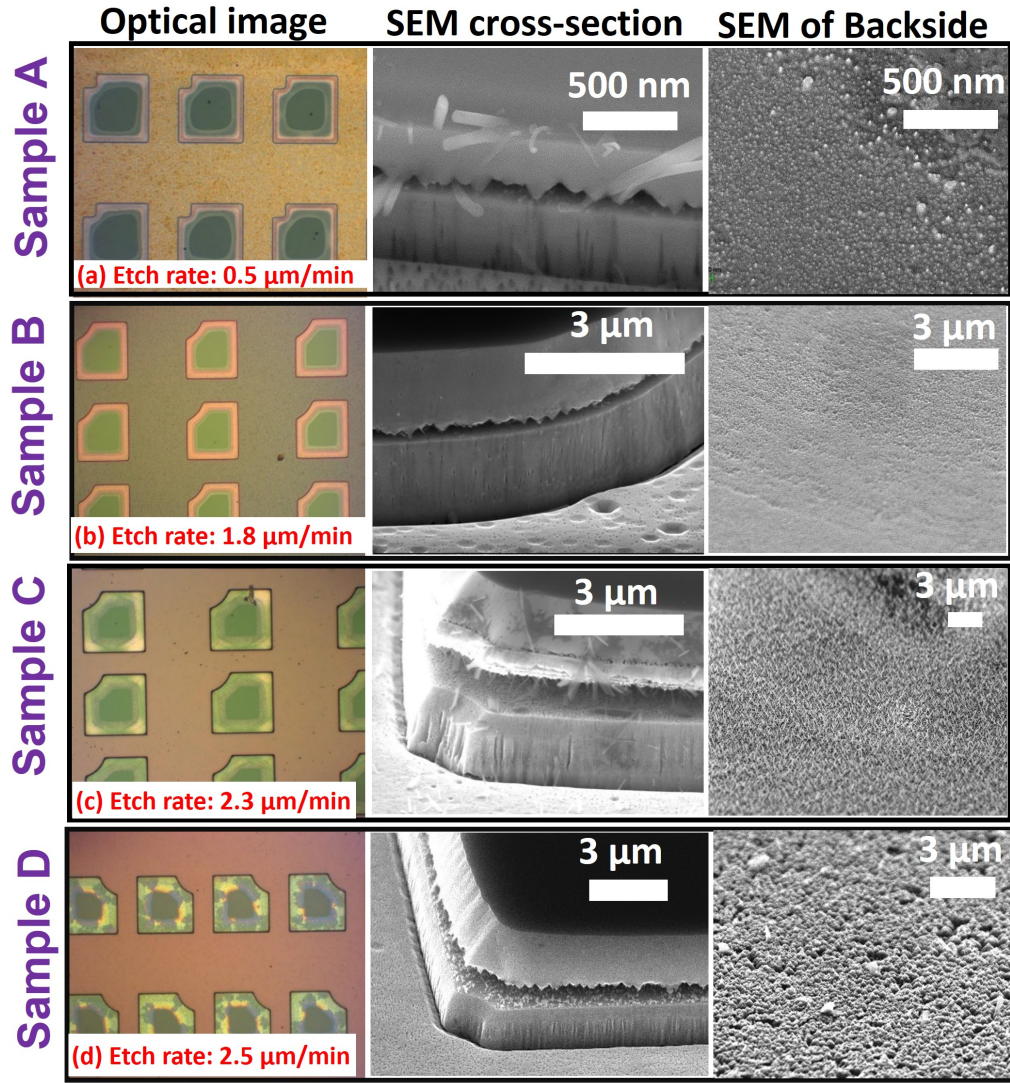 Optical image SEM cross-section SEM of Backside
Sample A
500 nm
500 nm
(a) Etch rate: 0.5 µm/min
Sample B
3 µm
3 µm
(b) Etch rate: 1.8 µm/min
Sample C
3 µm
3 µm
(c) Etch rate: 2.3 µm/min
Sample D
3 µm
3 µm
(d) Etch rate: 2.5 µm/min